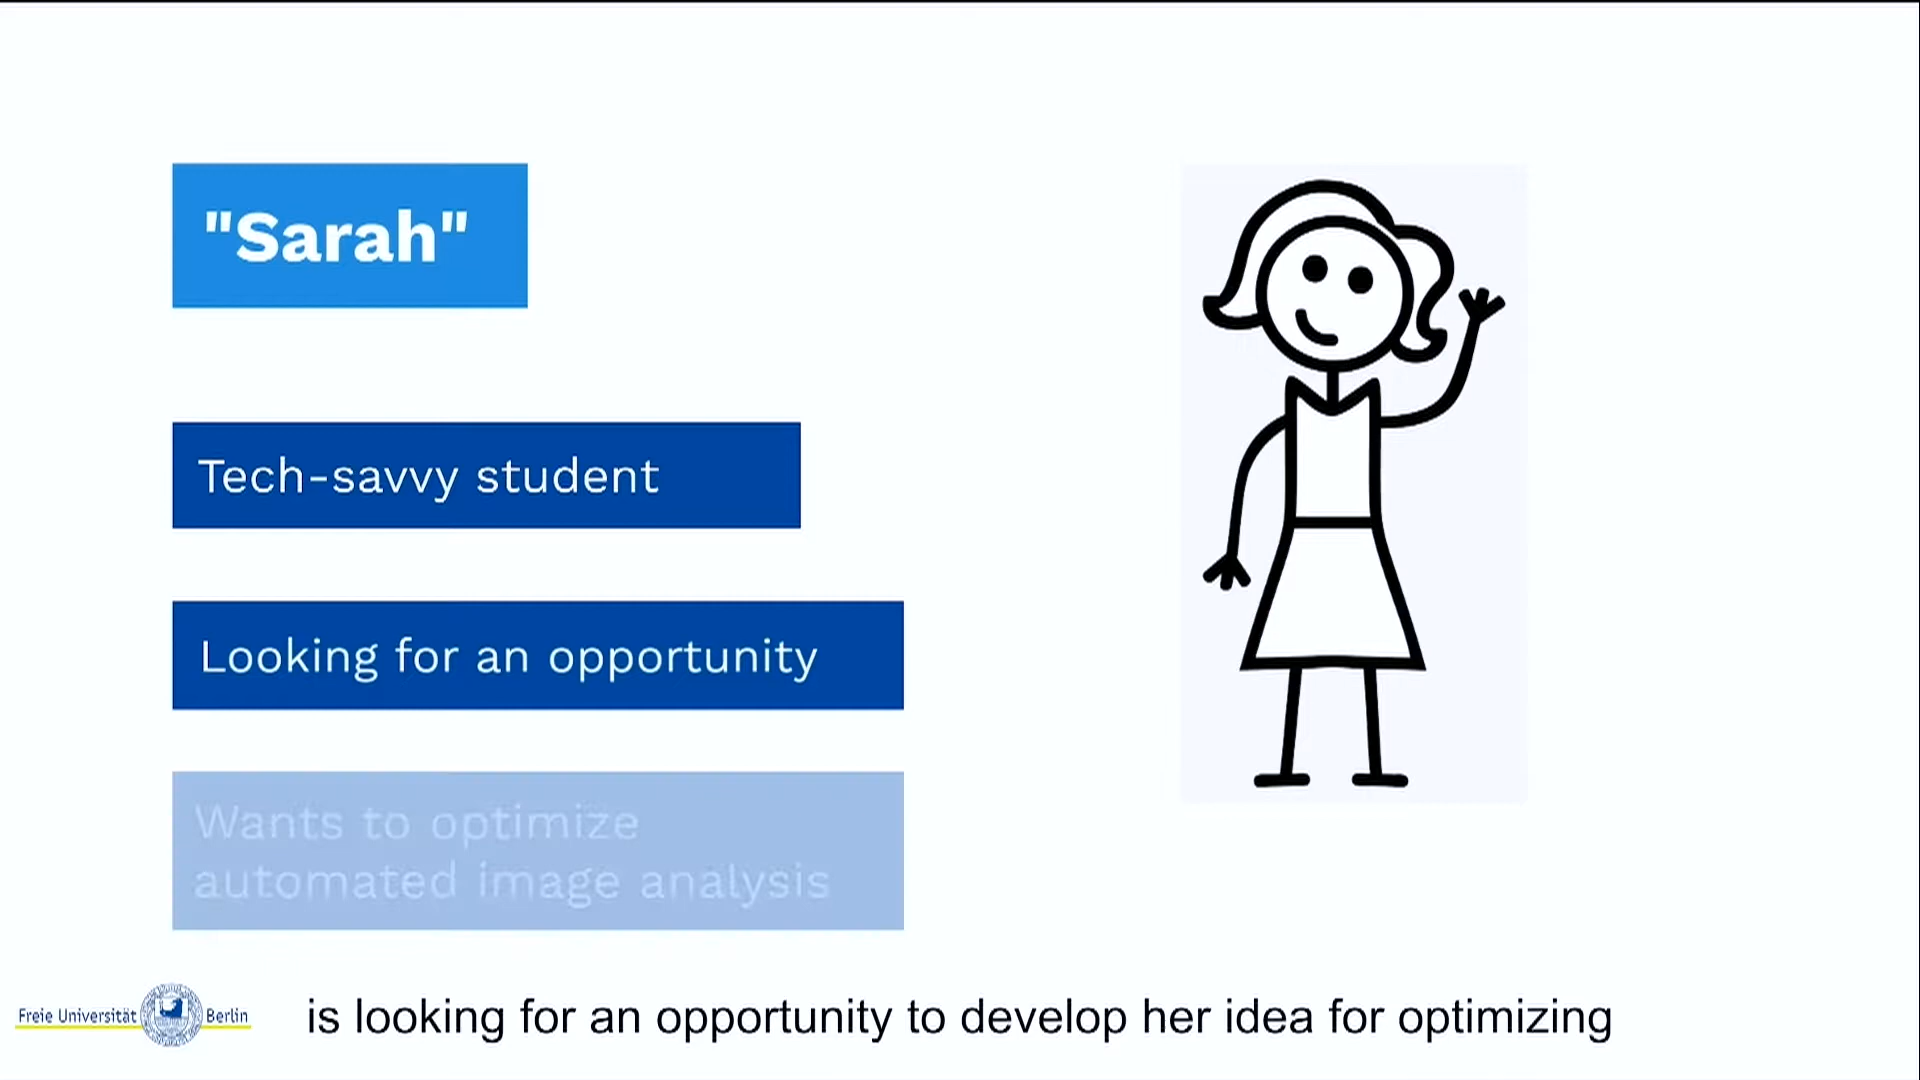 "Sarah"
Tech-savvy student
Looking for an opportunity
Wants to optimize
automated image analysis
Freie Universität Berlin
is looking for an opportunity to develop her idea for optimizing